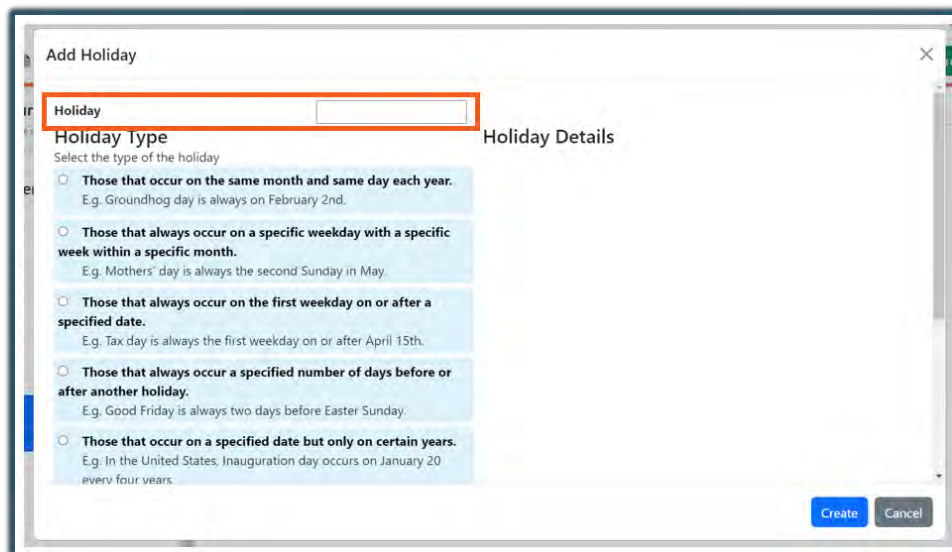 Add Holiday
Holiday
Holiday Type
Select the type of the holiday
Those that occur on the same month and same day each year.
E.g. Groundhog day is always on February 2nd.
Those that always occur on a specific weekday with a specific
week within a specific month.
E.g. Mothers' day is always the second Sunday in May.
Those that always occur on the first weekday on or after a
specified date.
E.g. Tax day is always the first weekday on or after April 15th.
Those that always occur a specified number of days before or
after another holiday.
E.g. Good Friday is always two days before Easter Sunday.
Those that occur on a specified date but only on certain years.
E.g. In the United States, Inauguration day occurs on January 20
every four years.
Holiday Details
Create
Cancel